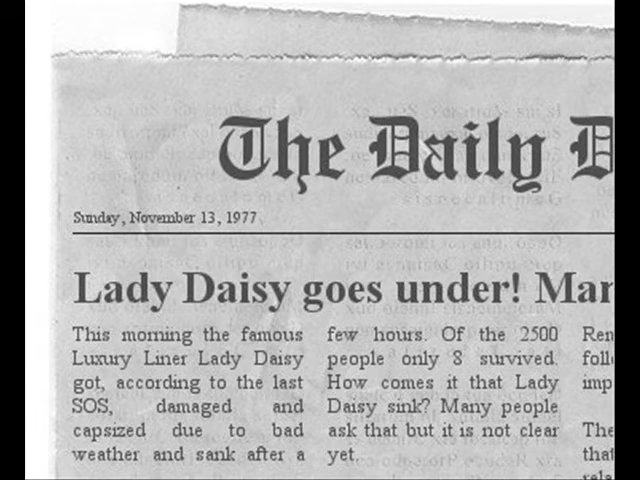 The Daily
Sunday, November 13, 1977
Lady Daisy goes under!
This morning the famous
Luxury Liner Lady Daisy
got, according to the last
SOS, damaged and
capsized due to bad
weather and sank after a
few hours. Of the 2500
people only 8 survived.
How comes it that Lady
Daisy sink? Many people
ask that but it is not clear
yet.